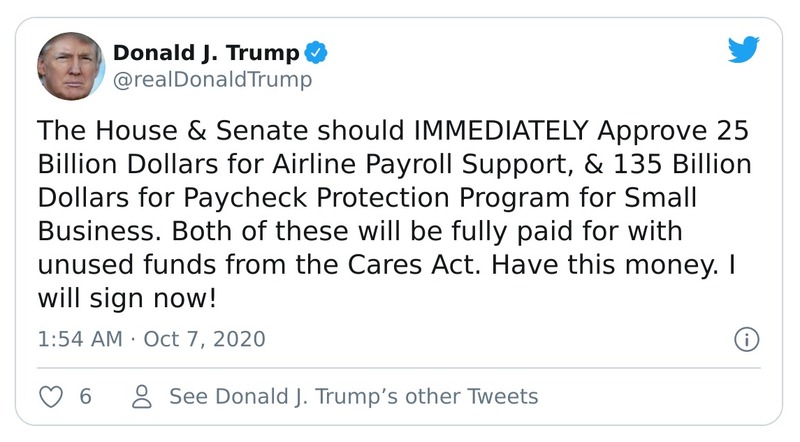 Donald J. Trump
@realDonaldTrump
The House & Senate should IMMEDIATELY Approve 25
Billion Dollars for Airline Payroll Support, & 135 Billion
Dollars for Paycheck Protection Program for Small
Business. Both of these will be fully paid for with
unused funds from the Cares Act. Have this money. I
will sign now!
1:54 AM · Oct 7, 2020
6 See Donald J. Trump’s other Tweets